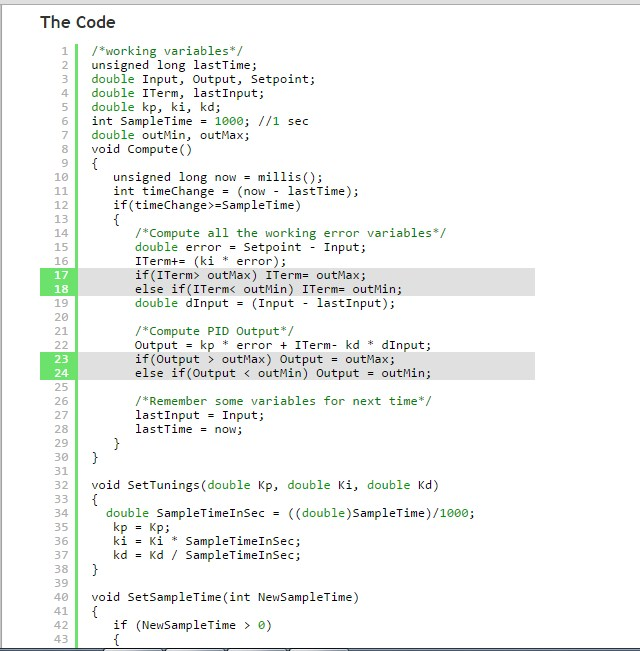 The Code
1 /*working variables*/
2 unsigned long lastTime;
3 double Input, Output, Setpoint;
4 double ITerm, lastInput;
5 double kp, ki, kd;
6 int SampleTime = 1000; //1 sec
7 double outMin, outMax;
8 void Compute()
9 {
10 unsigned long now = millis();
11 int timeChange = (now - lastTime);
12 if(timeChange>=SampleTime)
13 {
14 /*Compute all the working error variables*/
15 double error = Setpoint - Input;
16 ITerm+= (ki * error);
17 if(ITerm> outMax) ITerm= outMax;
18 else if(ITerm< outMin) ITerm= outMin;
19 double dInput = (Input - lastInput);
20
21 /*Compute PID Output*/
22 Output = kp * error + ITerm- kd * dInput;
23 if(Output > outMax) Output = outMax;
24 else if(Output < outMin) Output = outMin;
25
26 /*Remember some variables for next time*/
27 lastInput = Input;
28 lastTime = now;
29 }
30 }
31
32 void SetTunings(double Kp, double Ki, double Kd)
33 {
34 double SampleTimeInSec = ((double)SampleTime)/1000;
35 kp = Kp;
36 ki = Ki * SampleTimeInSec;
37 kd = Kd / SampleTimeInSec;
38 }
39
40 void SetSampleTime(int NewSampleTime)
41 {
42 if (NewSampleTime > 0)
43 {